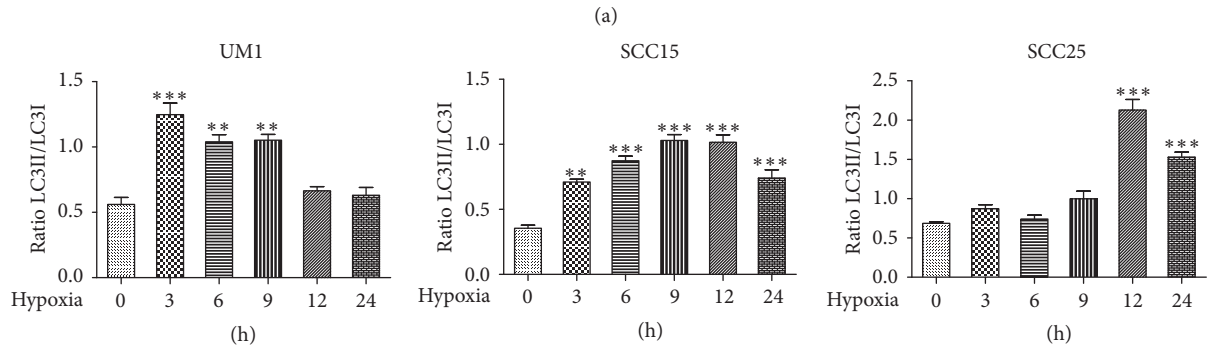 (a)
UM1
Ratio LC3II/LC3I
1.5
1.0
0.5
0.0
***
**
**
Hypoxia 0 3 6 9 12 24
(h)
SCC15
Ratio LC3II/LC3I
1.5
1.0
0.5
0.0
**
***
***
***
***
Hypoxia 0 3 6 9 12 24
(h)
SCC25
Ratio LC3II/LC3I
2.5
2.0
1.5
1.0
0.5
0.0
***
***
Hypoxia 0 3 6 9 12 24
(h)